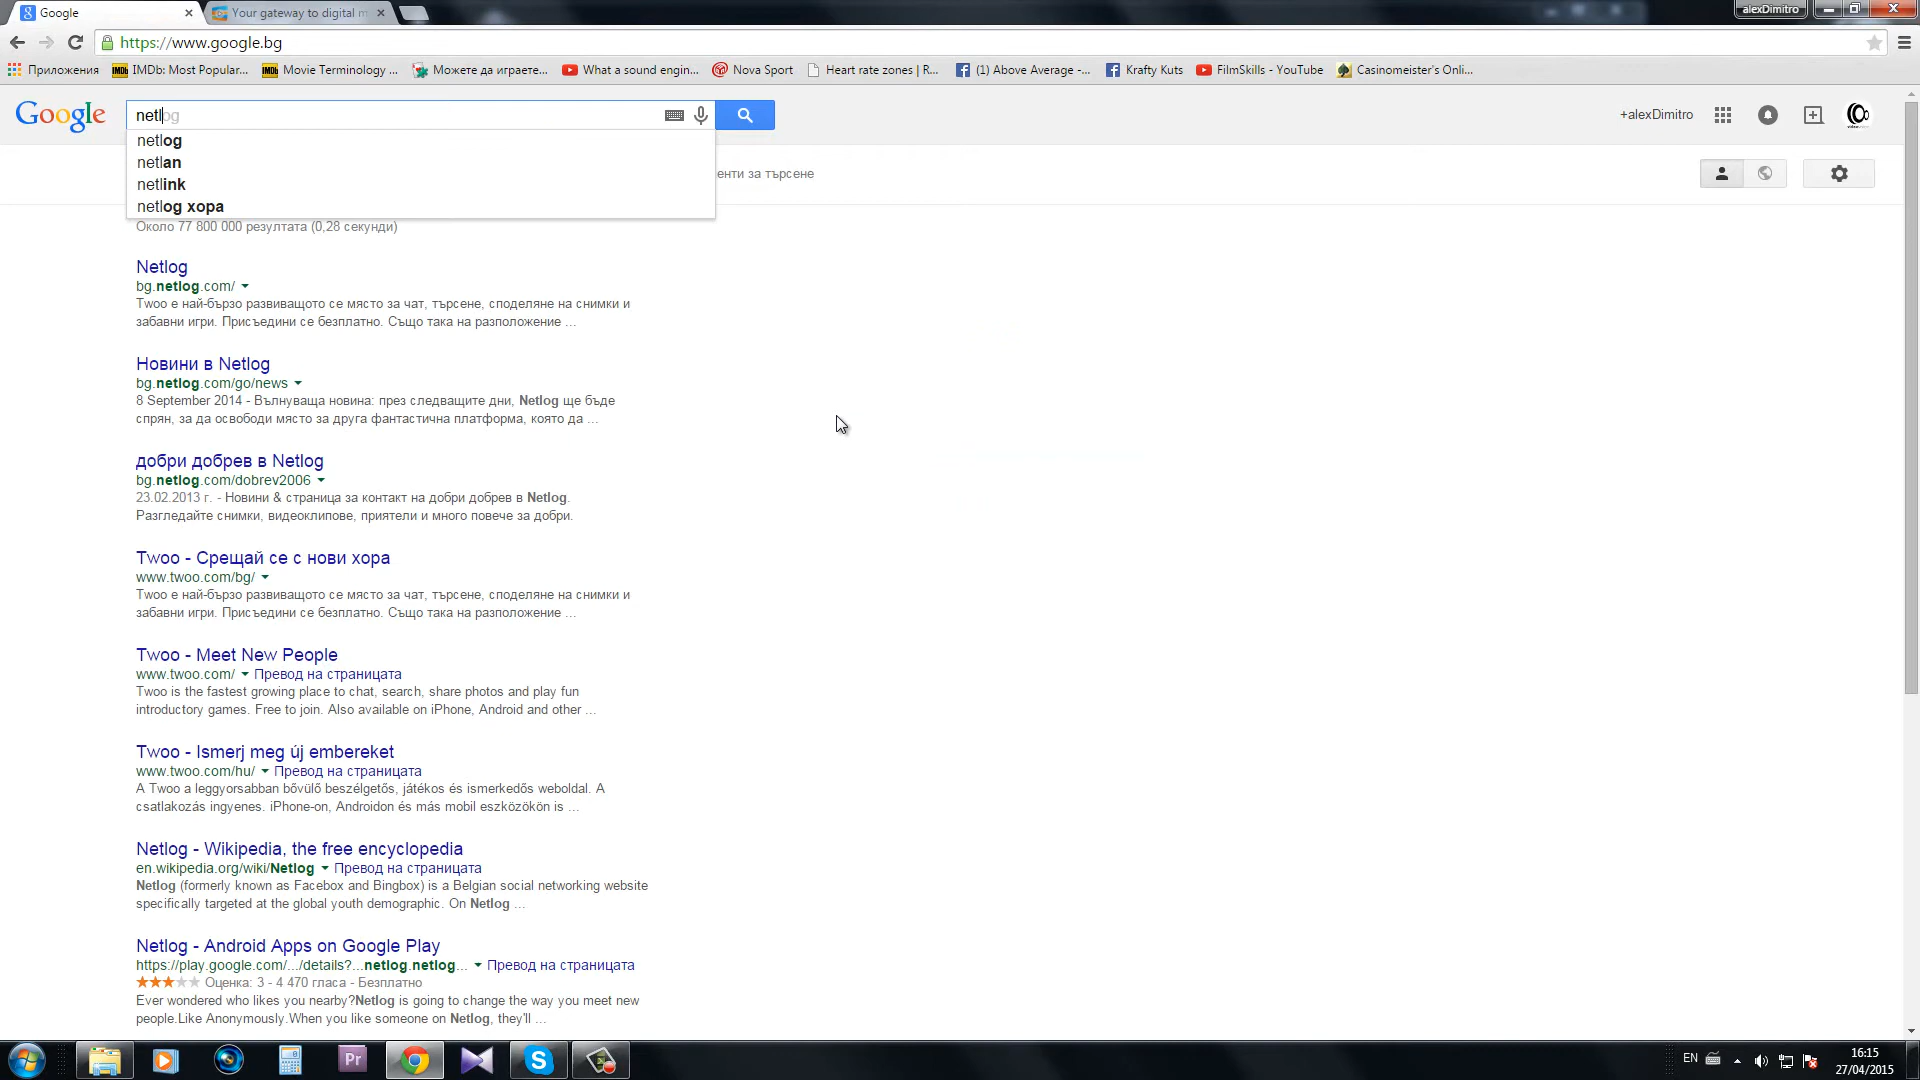 Google
Your gateway to digital m
alexDimitro
https://www.google.bg
Приложения
IMDb: Most Popular...
Movie Terminology ...
Можете да играете...
What a sound engin...
Nova Sport
Heart rate zones | R...
(1) Above Average -...
Krafty Kuts
FilmSkills - YouTube
Casinomeister's Onli...
Google
netlog
+alexDimitro
netlog
netlan
netlink
netlog хора
енти за търсене
Около 77 800 000 резултата (0,28 секунди)
Netlog
bg.netlog.com/
Twoo е най-бързо развиващото се място за чат, търсене, споделяне на снимки и
забавни игри. Присъедини се безплатно. Също така на разположение ...
Новини в Netlog
bg.netlog.com/go/news
8 September 2014 - Вълнуваща новина: през следващите дни, Netlog ще бъде
спрян, за да освободи място за друга фантастична платформа, която да ...
добри добрев в Netlog
bg.netlog.com/dobrev2006
23.02.2013 г. - Новини & страница за контакт на добри добрев в Netlog.
Разгледайте снимки, видеоклипове, приятели и много повече за добри.
Twoo - Срещай се с нови хора
www.twoo.com/bg/
Twoo е най-бързо развиващото се място за чат, търсене, споделяне на снимки и
забавни игри. Присъедини се безплатно. Също така на разположение ...
Twoo - Meet New People
www.twoo.com/ Превод на страницата
Twoo is the fastest growing place to chat, search, share photos and play fun
introductory games. Free to join. Also available on iPhone, Android and other ...
Twoo - Ismerj meg új embereket
www.twoo.com/hu/ Превод на страницата
A Twoo a leggyorsabban bővülő beszélgetős, játékos és ismerkedős weboldal. A
csatlakozás ingyenes. iPhone-on, Androidon és más mobil eszközökön is ...
Netlog - Wikipedia, the free encyclopedia
en.wikipedia.org/wiki/Netlog Превод на страницата
Netlog (formerly known as Facebox and Bingbox) is a Belgian social networking website
specifically targeted at the global youth demographic. On Netlog ...
Netlog - Android Apps on Google Play
https://play.google.com/.../details?...netlog.netlog... Превод на страницата
Оценка: 3 - 4 470 гласа - Безплатно
Ever wondered who likes you nearby?Netlog is going to change the way you meet new
people.Like Anonymously.When you like someone on Netlog, they'll ...
Pr
EN
16:15
27/04/2015